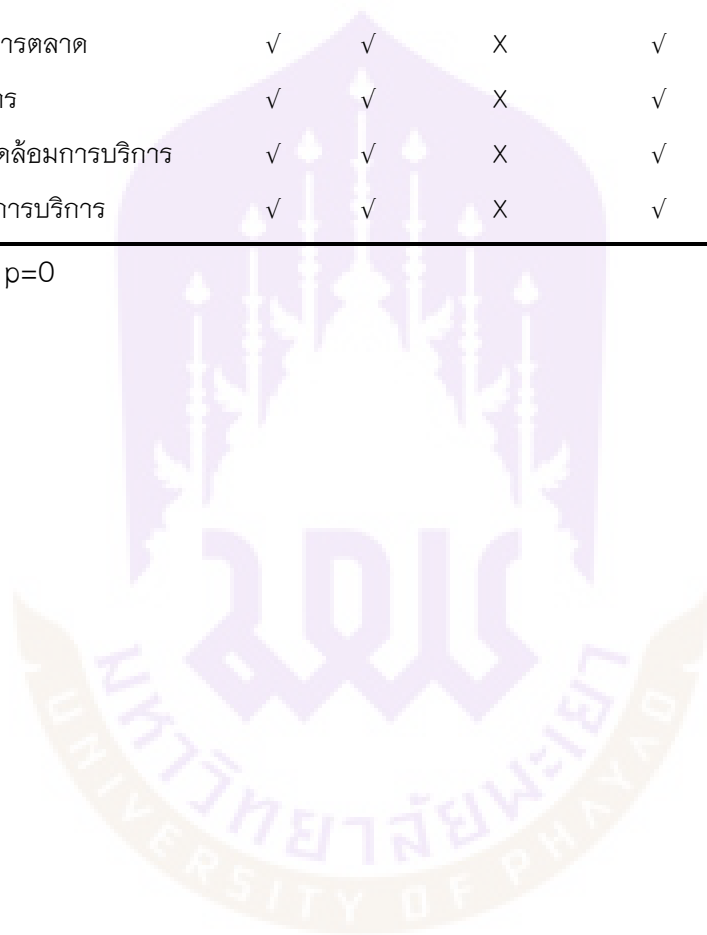 ารตลาด √ √ X √
าร √ √ X √
ดล้อมการบริการ √ √ X √
การบริการ √ √ X √
p=0
มหาวิทยาลัยพะเยา
UNIVERSITY OF PHAYAO